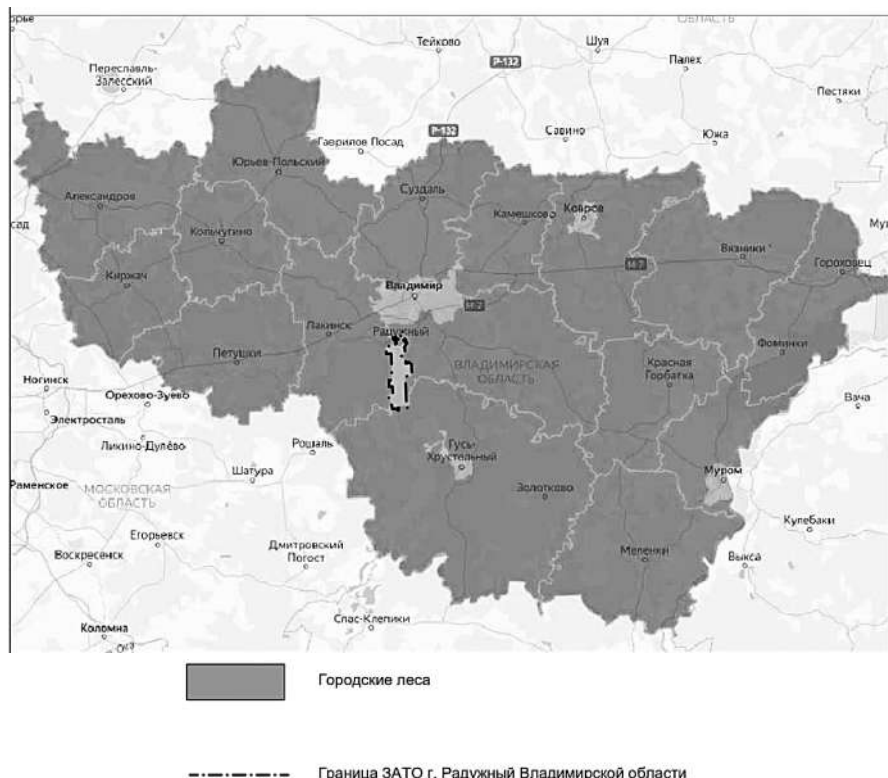 ОБЛАСТЬ
Тейково
Шуя
Р-132
Палех
Переславль-
Залесский
Пестяки
Р-132
Савино
Южа
Гаврилов Посад
Юрьев-Польский
Суздаль
Александров
Камешково
Ковров
Кольчугино
Вязники
Гороховец
Киржач
М-7
Владимир
М-7
Лакинск
Радужный
Петушки
ВЛАДИМИРСКАЯ
ОБЛАСТЬ
Красная
Горбатка
Фоминки
Ногинск
Орехово-Зуево
Вача
Электросталь
Ликино-Дулёво
Рошаль
Гусь-
Хрустальный
Шатура
Муром
Раменское
МОСКОВСКАЯ
ОБЛАСТЬ
Золотково
Кулебаки
Егорьевск
Дмитровский
Погост
Воскресенск
Меленки
Выкса
Спас-Клепики
Коломна
Ока
Городские леса
Граница ЗАТО г. Радужный Владимирской области